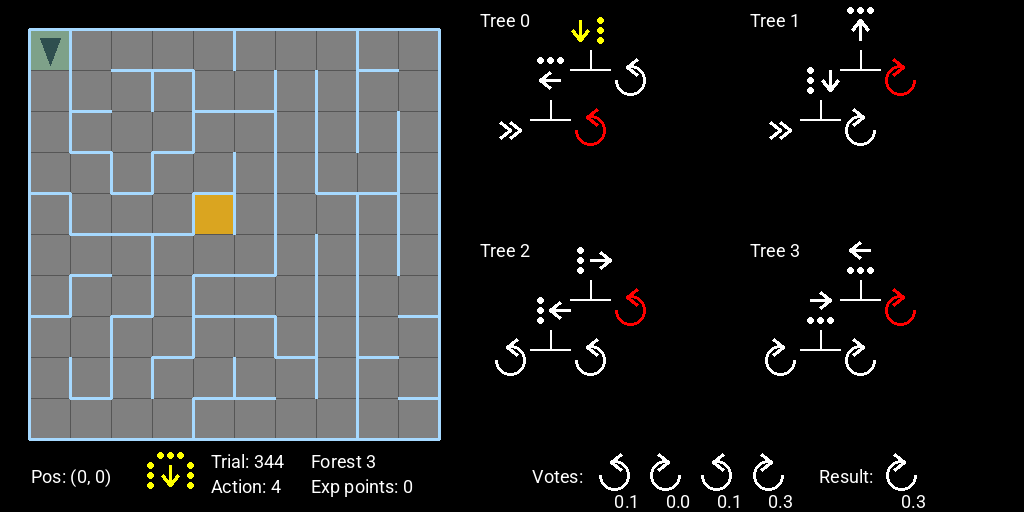 Tree 0
Tree 1
Tree 2
Tree 3
Pos: (0, 0)
Trial: 344
Forest 3
Action: 4
Exp points: 0
Votes:
0.1
0.0
0.1
0.3
Result:
0.3